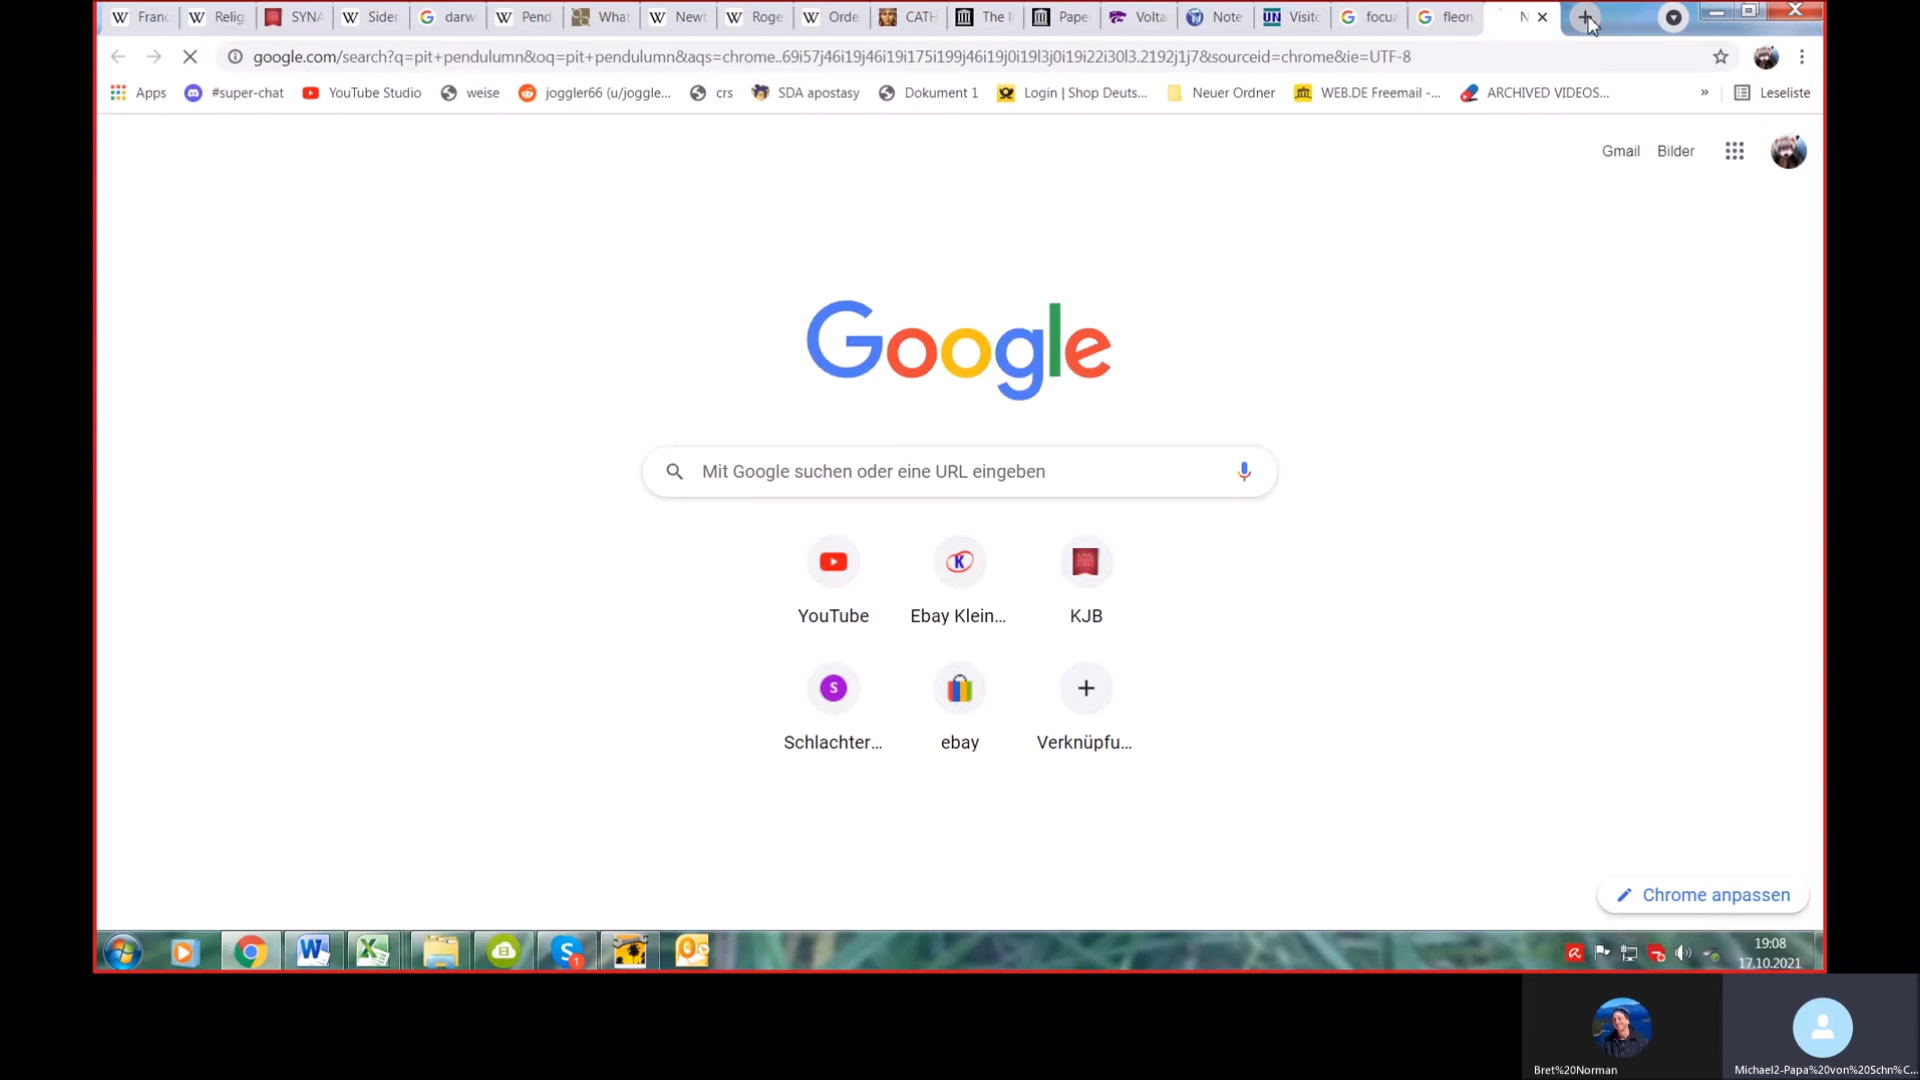 Franc
Relig
SYNA
Sider
darw
Pend
What
Newt
Roge
Orde
CATH
The I
Pape
Volta
Note
Visito
focua
fleon
N
google.com/search?q=pit+pendulumn&oq=pit+pendulumn&aqs=chrome..69i57j46i19j46i19i175i199j46i19j0i19l3j0i19i22i30l3.2192j1j7&sourceid=chrome&ie=UTF-8
Apps
#super-chat
YouTube Studio
weise
joggler66 (u/joggle...
crs
SDA apostasy
Dokument 1
Login | Shop Deuts...
Neuer Ordner
WEB.DE Freemail -...
ARCHIVED VIDEOS...
»
Leseliste
Gmail
Bilder
Google
Mit Google suchen oder eine URL eingeben
YouTube
Ebay Klein...
KJB
S
Schlachter...
ebay
Verknüpfu...
Chrome anpassen
19:08
17.10.2021
Bret%20Norman
Michael2-Papa%20von%20Schn%C...